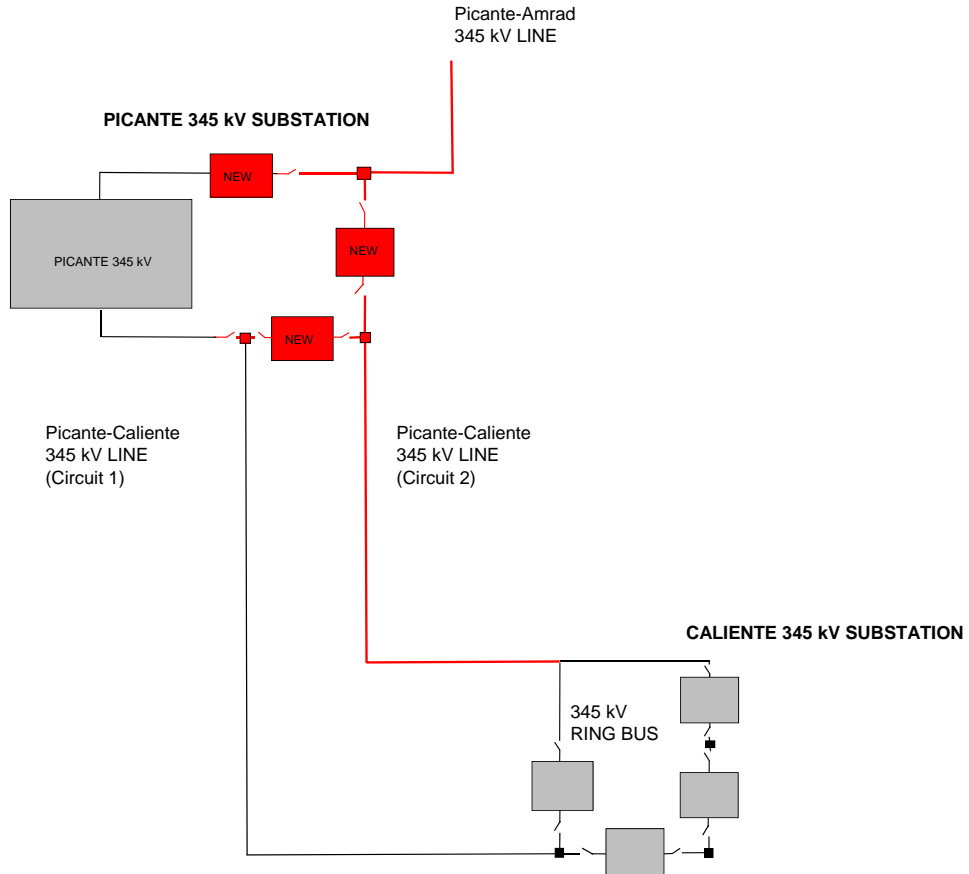 Picante-Amrad
345 kV LINE
PICANTE 345 kV SUBSTATION
NEW
NEW
PICANTE 345 kV
NEW
Picante-Caliente
345 kV LINE
(Circuit 1)
Picante-Caliente
345 kV LINE
(Circuit 2)
CALIENTE 345 kV SUBSTATION
345 kV
RING BUS